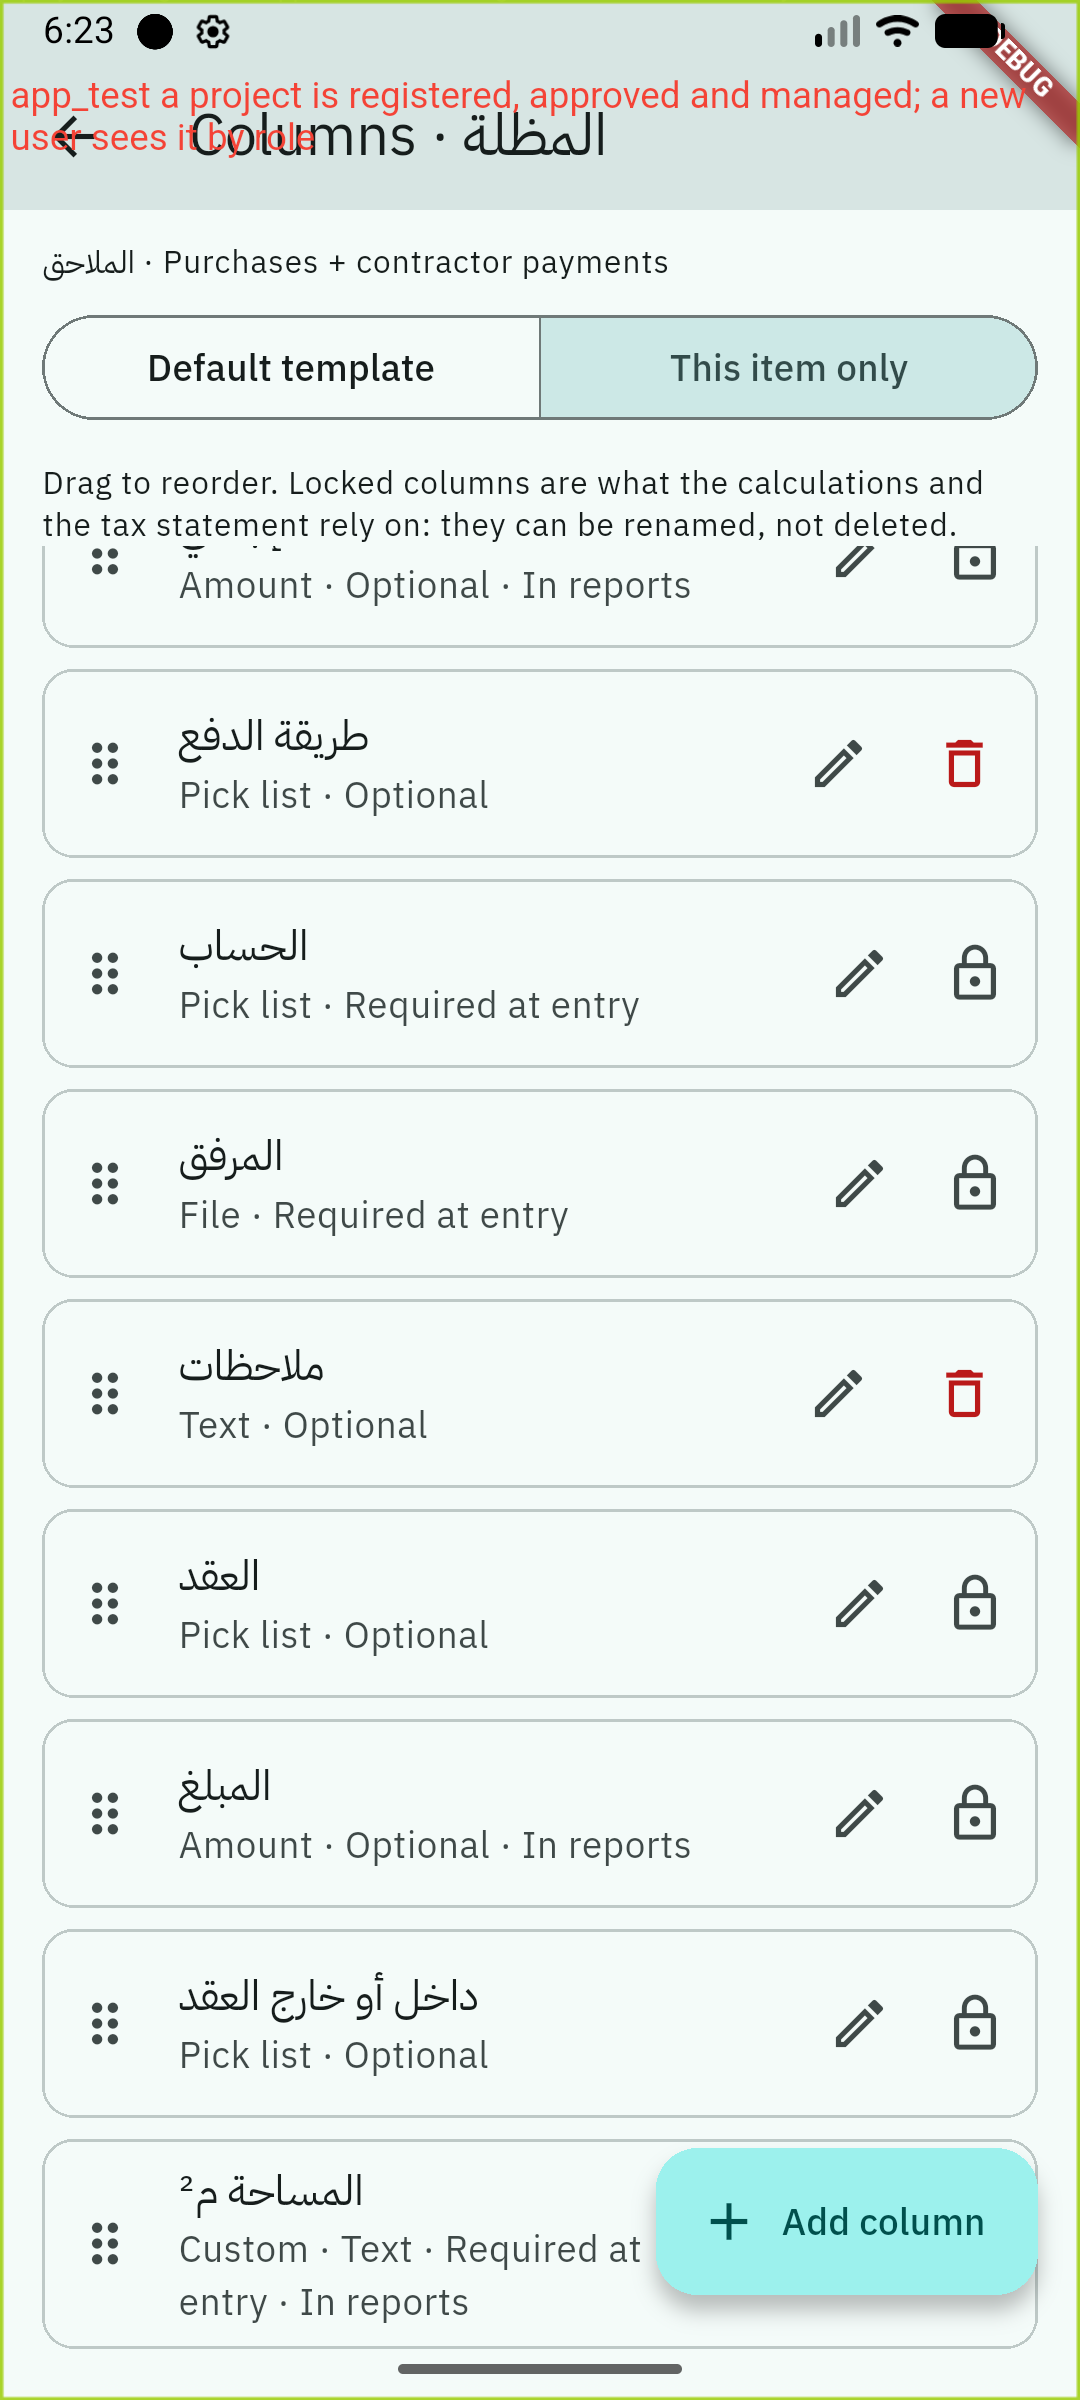 6:23
DEBUG
app_test a project is registered, approved and managed; a new
user sees it by role
Columns · المظلة
الملاحق · Purchases + contractor payments
Default template
This item only
Drag to reorder. Locked columns are what the calculations and
the tax statement rely on: they can be renamed, not deleted.
Amount · Optional · In reports
طريقة الدفع
Pick list · Optional
الحساب
Pick list · Required at entry
المرفق
File · Required at entry
ملاحظات
Text · Optional
العقد
Pick list · Optional
المبلغ
Amount · Optional · In reports
داخل أو خارج العقد
Pick list · Optional
المساحة م²
Custom · Text · Required at
entry · In reports
Add column